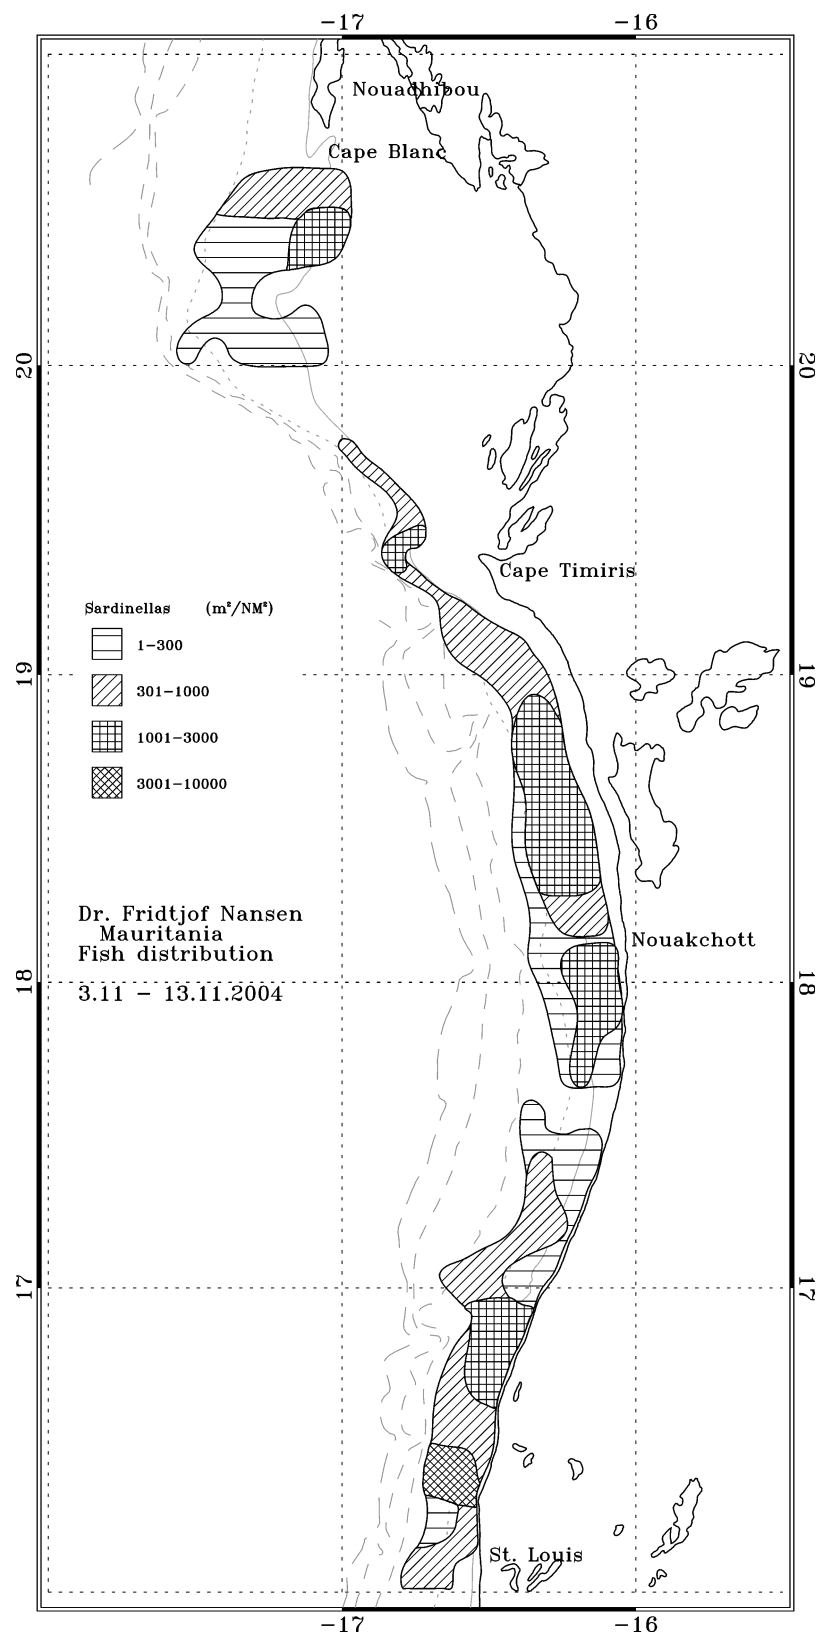 -17 -16
Nouadhibou
Cape Blanc
20 20
Cape Timiris
Sardinellas (m²/NM²)
1-300
301-1000
1001-3000
3001-10000
19 19
Dr. Fridtjof Nansen
Mauritania
Fish distribution
3.11 - 13.11.2004
Nouakchott
18 18
17 17
St. Louis
-17 -16